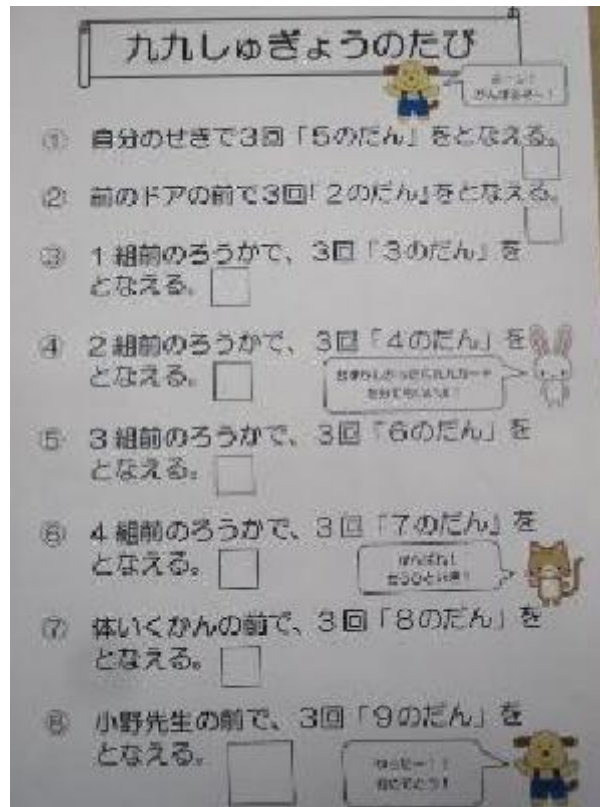 九九しゅぎょうのたび
① 自分のせきで3回「5のだん」をとなえる。
② 前のドアの前で3回「2のだん」をとなえる。
③ 1組前のろうかで、3回「3のだん」を
となえる。
④ 2組前のろうかで、3回「4のだん」を
となえる。
⑤ 3組前のろうかで、3回「6のだん」を
となえる。
⑥ 4組前のろうかで、3回「7のだん」を
となえる。
⑦ 体いくかんの前で、3回「8のだん」を
となえる。
⑧ 小野先生の前で、3回「9のだん」を
となえる。